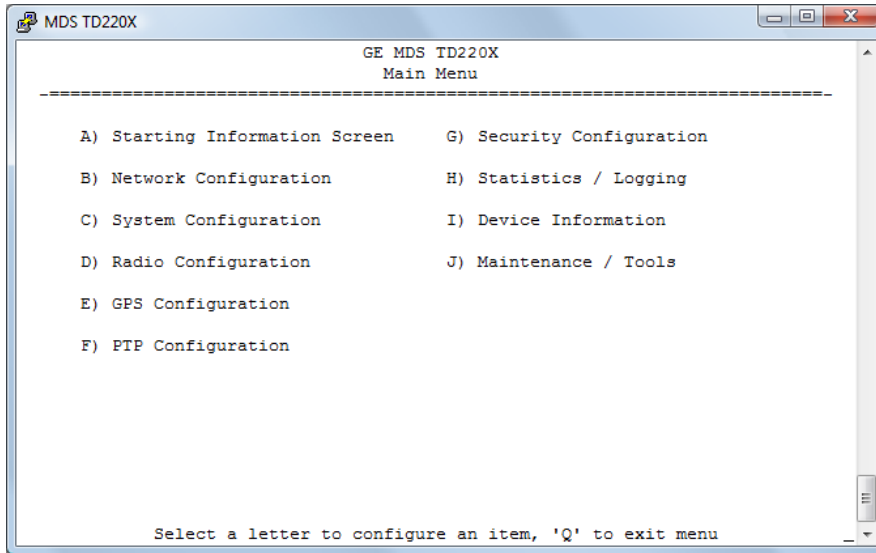 MDS TD220X
GE MDS TD220X
Main Menu
A) Starting Information Screen
B) Network Configuration
C) System Configuration
D) Radio Configuration
E) GPS Configuration
F) PTP Configuration
G) Security Configuration
H) Statistics / Logging
I) Device Information
J) Maintenance / Tools
Select a letter to configure an item, 'Q' to exit menu